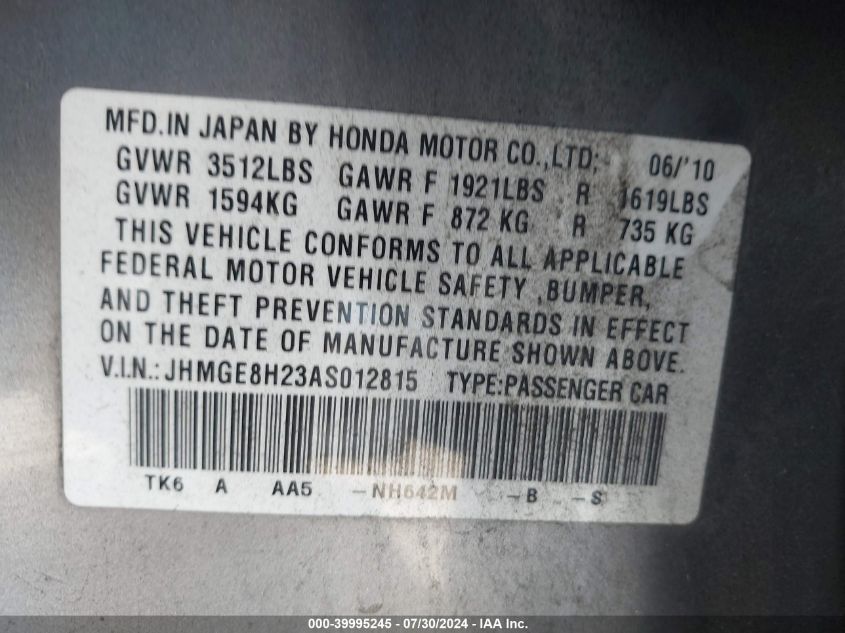 MFD.IN JAPAN BY HONDA MOTOR CO.,LTD; 06/'10
GVWR 3512LBS GAWR F 1921LBS R 1619LBS
GVWR 1594KG GAWR F 872 KG R 735 KG
THIS VEHICLE CONFORMS TO ALL APPLICABLE
FEDERAL MOTOR VEHICLE SAFETY ,BUMPER,
AND THEFT PREVENTION STANDARDS IN EFFECT
ON THE DATE OF MANUFACTURE SHOWN ABOVE.
V.I.N.: JHMGE8H23AS012815 TYPE:PASSENGER CAR
TK6 A AA5 -NH642M -B -S
000-39995245 - 07/30/2024 - IAA Inc.